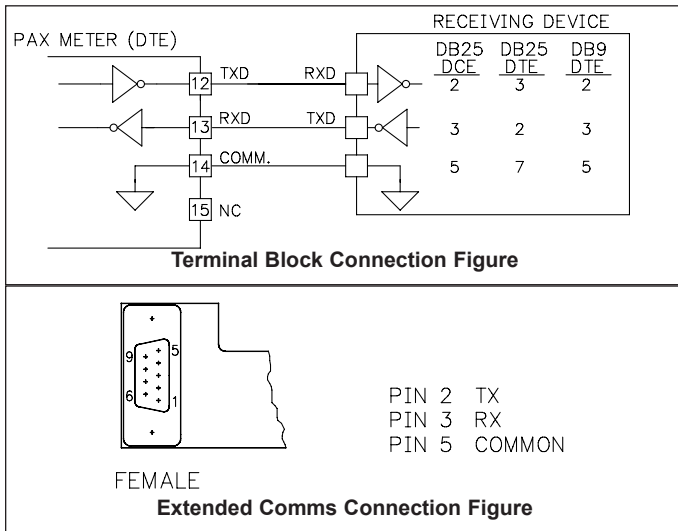 RECEIVING DEVICE
PAX METER (DTE)
DB25 DB25 DB9
DCE DTE DTE
12 TXD RXD 2 3 2
13 RXD TXD 3 2 3
14 COMM. 5 7 5
15 NC
Terminal Block Connection Figure
9 5
6 1
PIN 2 TX
PIN 3 RX
PIN 5 COMMON
FEMALE
Extended Comms Connection Figure